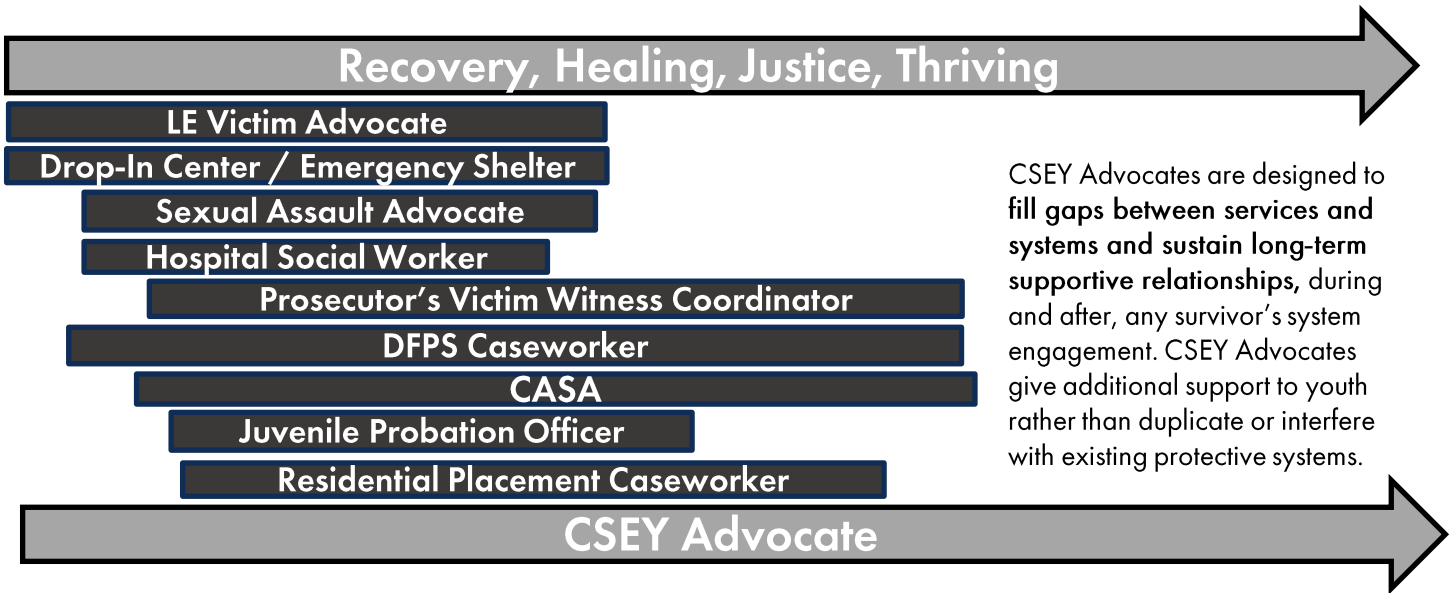 Recovery, Healing, Justice, Thriving
LE Victim Advocate
Drop-In Center / Emergency Shelter
Sexual Assault Advocate
Hospital Social Worker
Prosecutor’s Victim Witness Coordinator
DFPS Caseworker
CASA
Juvenile Probation Officer
Residential Placement Caseworker
CSEY Advocates are designed to
fill gaps between services and
systems and sustain long-term
supportive relationships, during
and after, any survivor’s system
engagement. CSEY Advocates
give additional support to youth
rather than duplicate or interfere
with existing protective systems.
CSEY Advocate